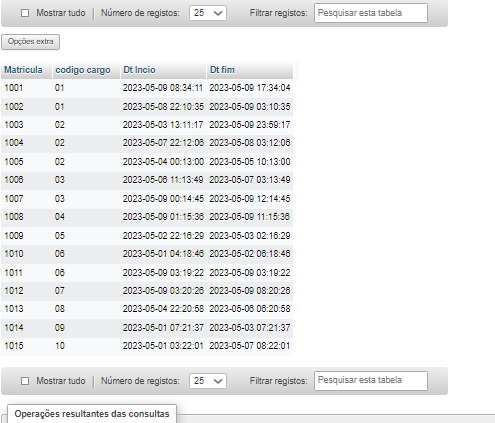 Mostrar tudo | Número de registos: 25 Filtrar registos: Pesquisar esta tabela
Opções extra
Matricula codigo cargo Dt Incio Dt fim
1001 01 2023-05-09 08:34:11 2023-05-09 17:34:04
1002 01 2023-05-08 22:10:35 2023-05-09 03:10:35
1003 02 2023-05-03 13:11:17 2023-05-09 23:59:17
1004 02 2023-05-07 22:12:06 2023-05-08 03:12:06
1005 02 2023-05-04 00:13:00 2023-05-05 10:13:00
1006 03 2023-05-06 11:13:49 2023-05-07 03:13:49
1007 03 2023-05-09 00:14:45 2023-05-09 12:14:45
1008 04 2023-05-09 01:15:36 2023-05-09 11:15:36
1009 05 2023-05-02 22:16:29 2023-05-03 02:16:29
1010 06 2023-05-01 04:18:46 2023-05-02 06:18:46
1011 06 2023-05-09 03:19:22 2023-05-09 03:19:22
1012 07 2023-05-09 03:20:26 2023-05-09 08:20:26
1013 08 2023-05-04 22:20:58 2023-05-06 06:20:58
1014 09 2023-05-01 07:21:37 2023-05-03 07:21:37
1015 10 2023-05-01 03:22:01 2023-05-07 08:22:01
Mostrar tudo | Número de registos: 25 Filtrar registos: Pesquisar esta tabela
Operações resultantes das consultas